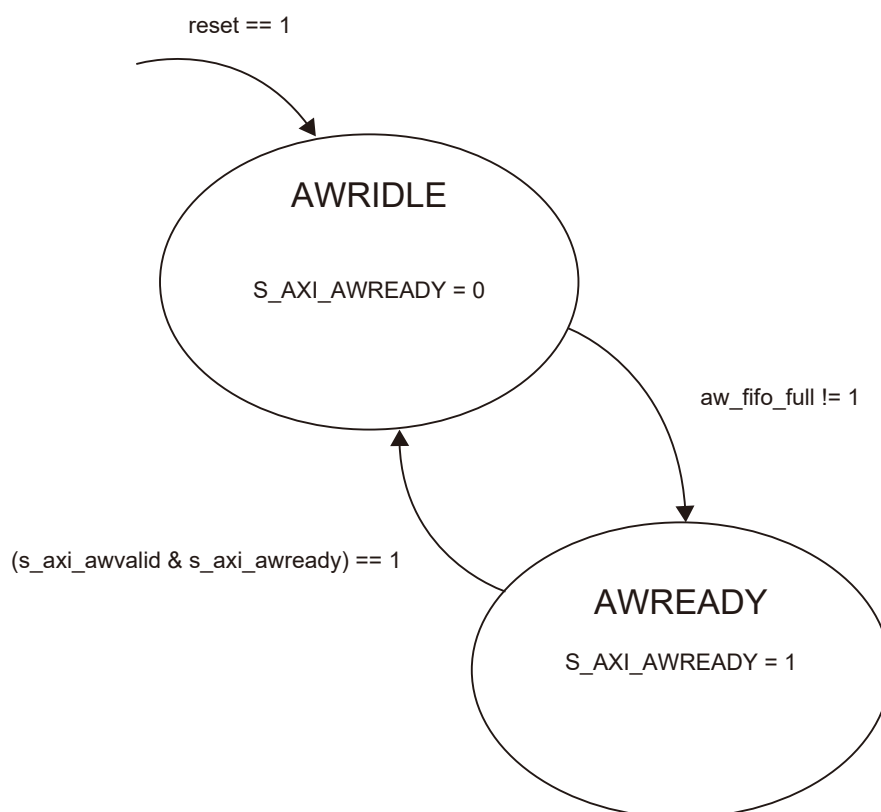 reset == 1
AWRIDLE
S_AXI_AWREADY = 0
aw_fifo_full != 1
(s_axi_awvalid & s_axi_awready) == 1
AWREADY
S_AXI_AWREADY = 1